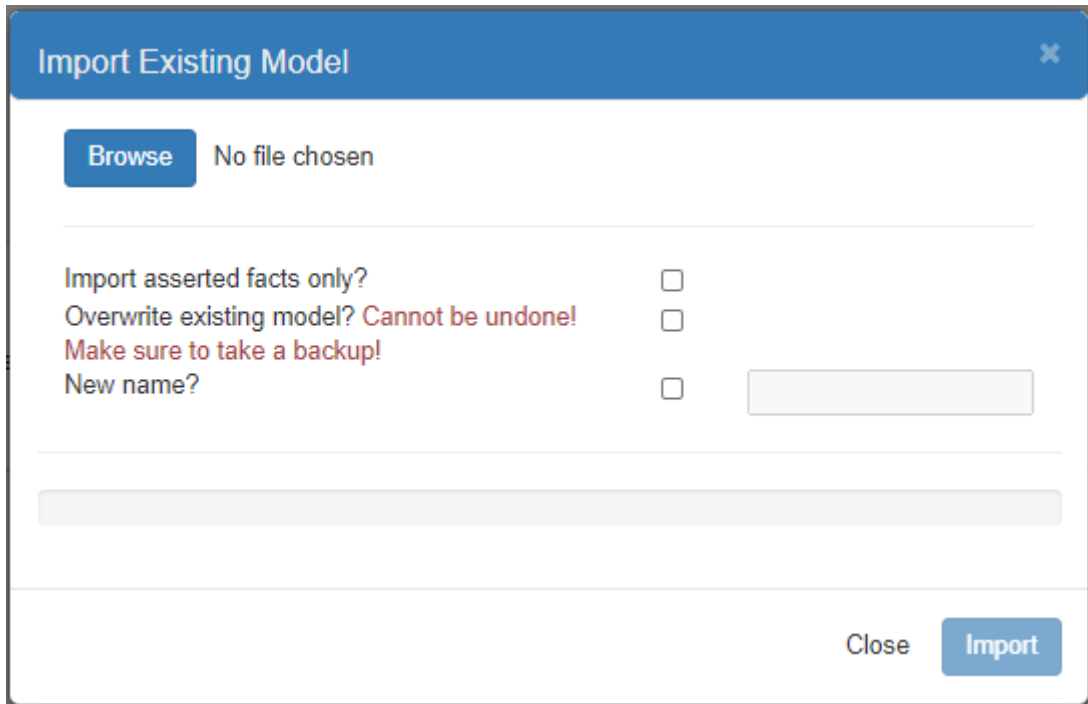 Import Existing Model
Browse No file chosen
Import asserted facts only?
Overwrite existing model? Cannot be undone!
Make sure to take a backup!
New name?
Close Import